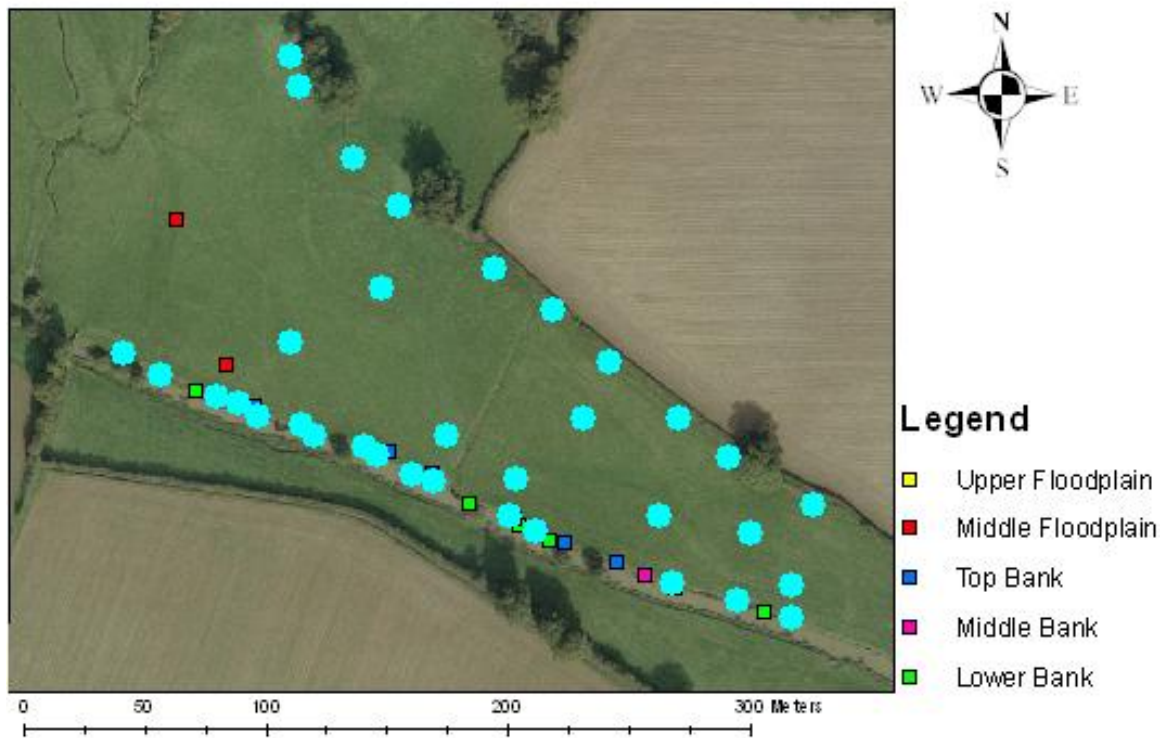 N
W E
S
Legend
Upper Floodplain
Middle Floodplain
Top Bank
Middle Bank
Lower Bank
0 50 100 200 300 Meters